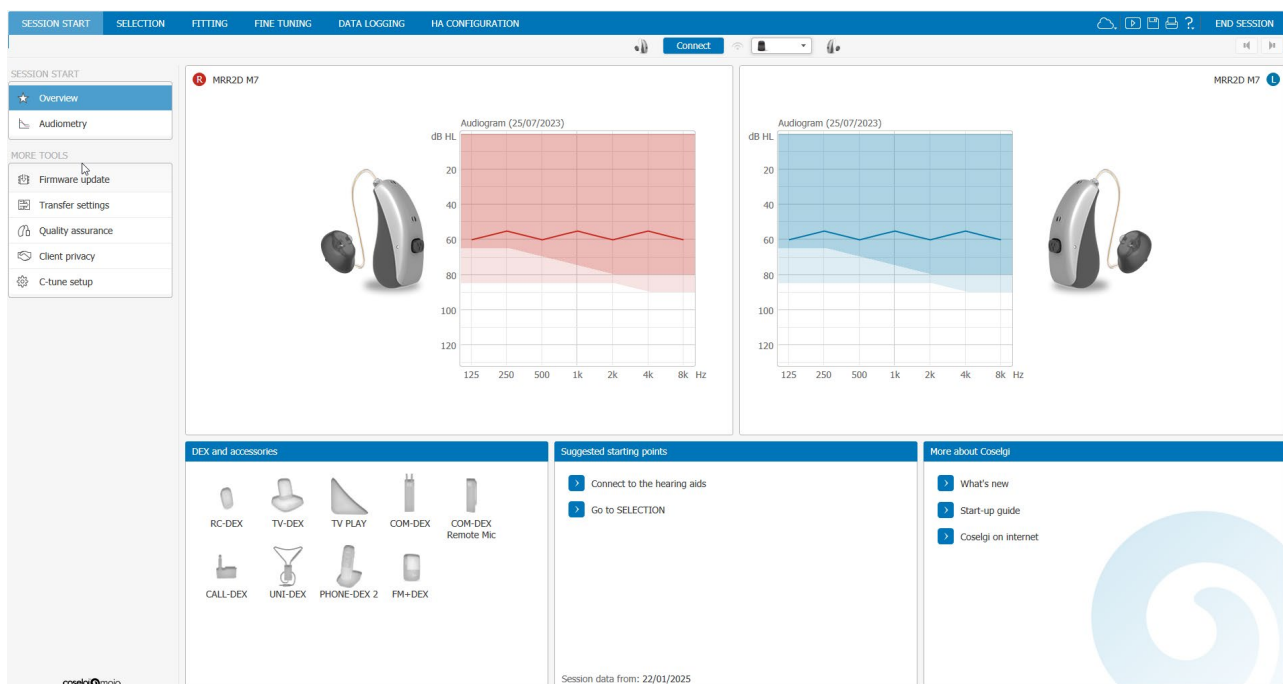 SESSION START SELECTION FITTING FINE TUNING DATA LOGGING HA CONFIGURATION ? END SESSION
Connect
SESSION START
Overview
Audiometry
MORE TOOLS
Firmware update
Transfer settings
Quality assurance
Client privacy
C-tune setup
R MRR2D M7
Audiogram (25/07/2023)
dB HL
20
40
60
80
100
120
125 250 500 1k 2k 4k 8k Hz
MRR2D M7 L
Audiogram (25/07/2023)
dB HL
20
40
60
80
100
120
125 250 500 1k 2k 4k 8k Hz
DEX and accessories
RC-DEX TV-DEX TV PLAY COM-DEX COM-DEX
Remote Mic
CALL-DEX UNI-DEX PHONE-DEX 2 FM+DEX
Suggested starting points
Connect to the hearing aids
Go to SELECTION
Session data from: 22/01/2025
More about Coselgi
What's new
Start-up guide
Coselgi on internet
coselgi mojo